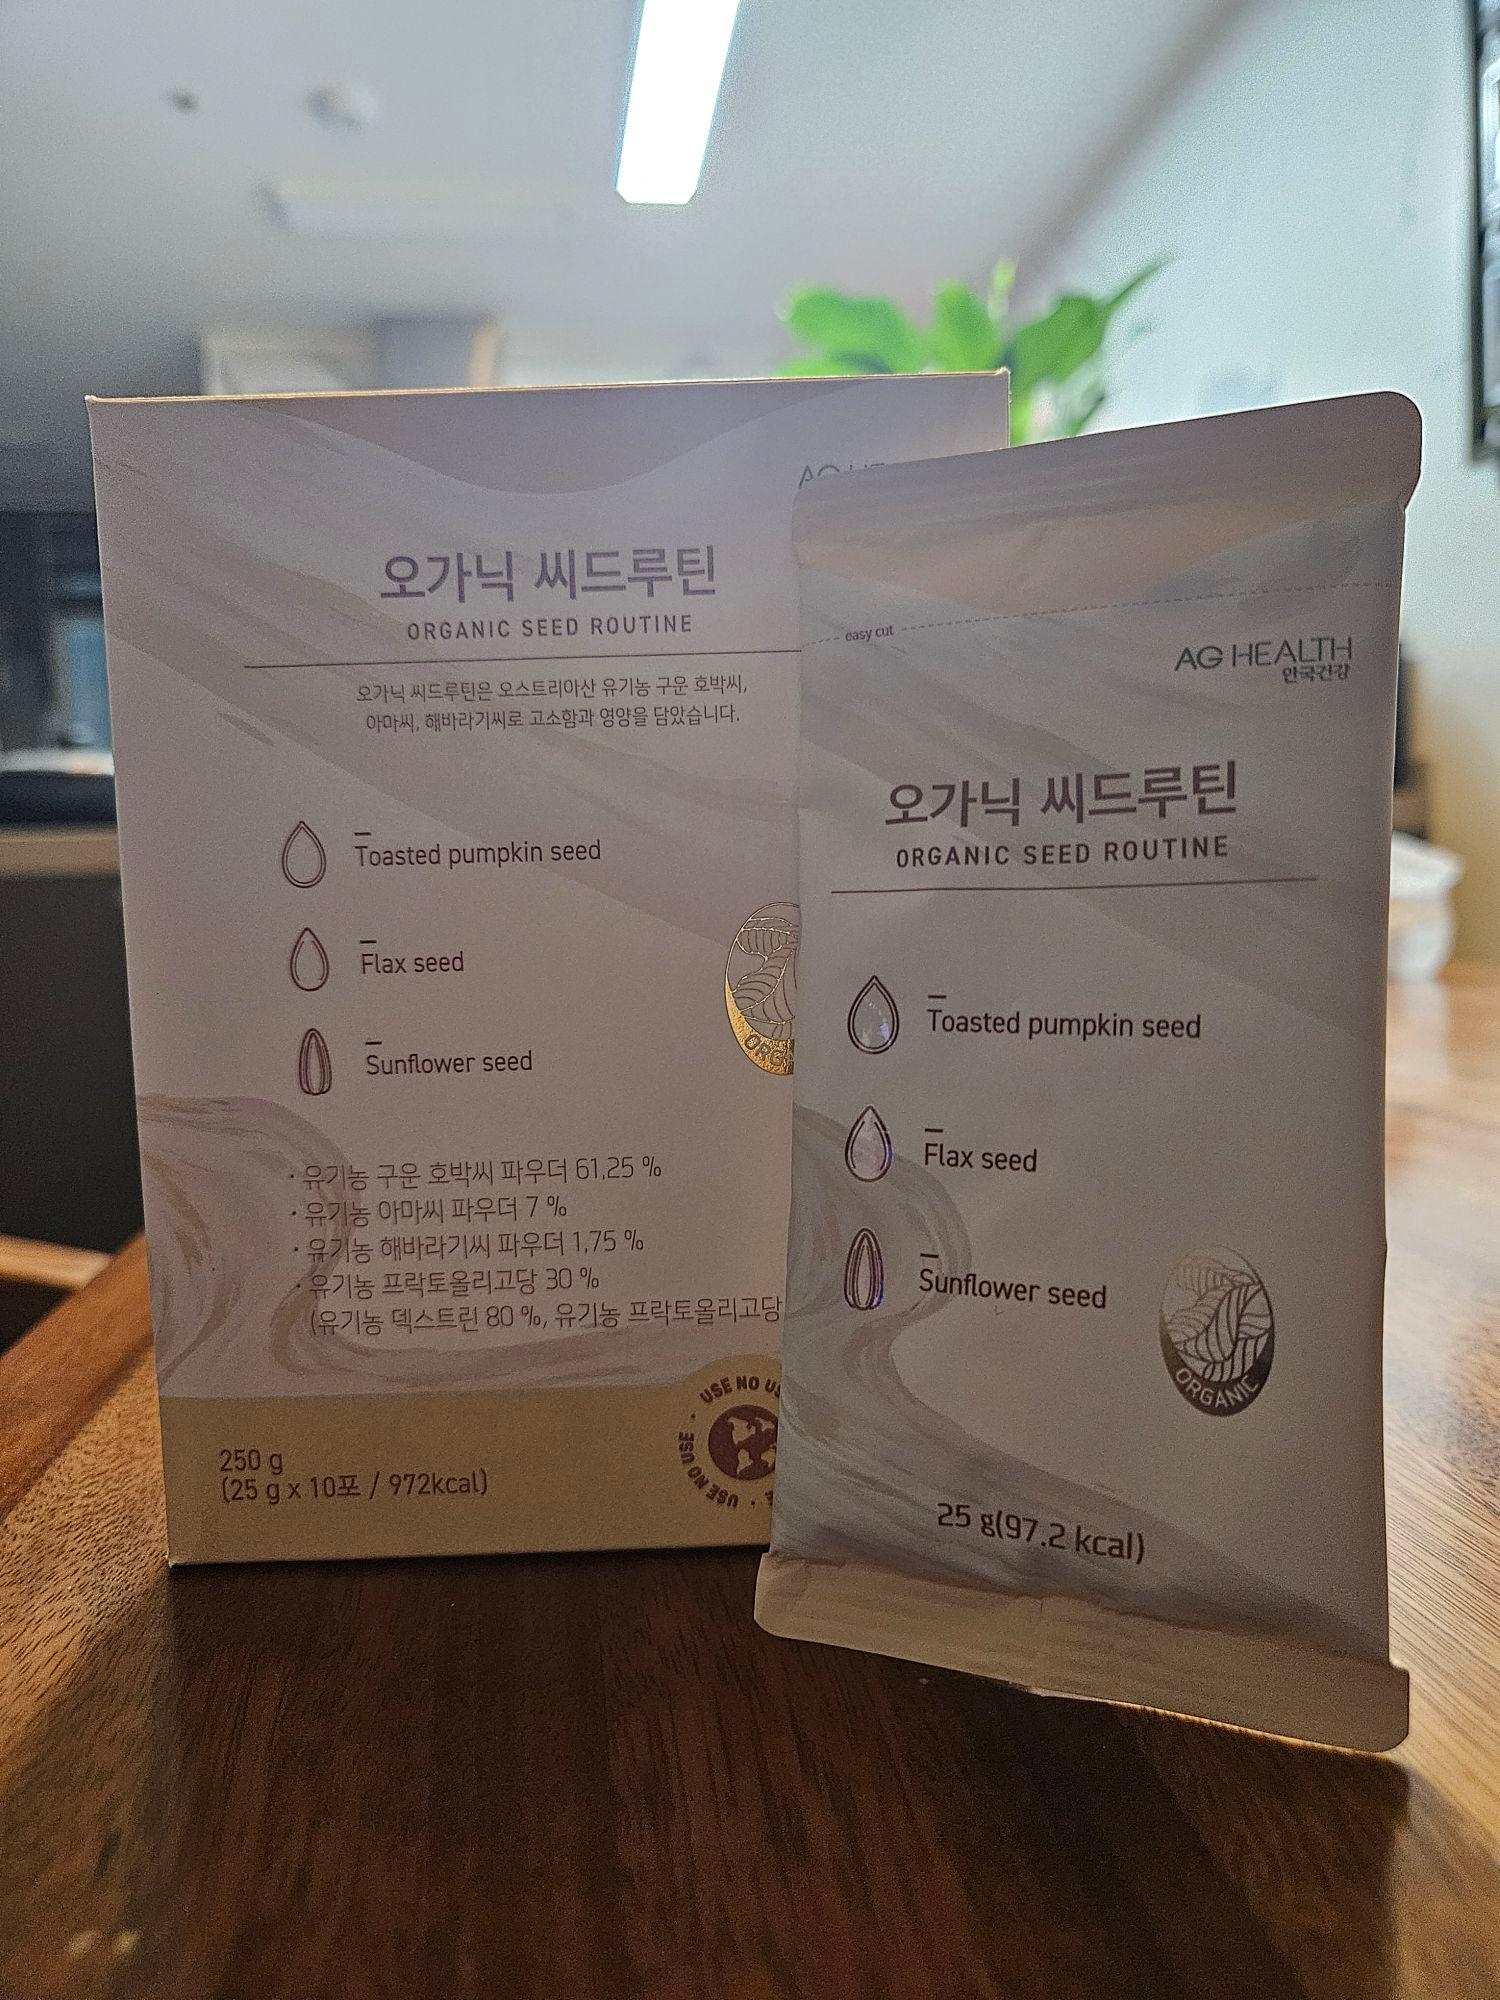 오가닉 씨드루틴
ORGANIC SEED ROUTINE
오가닉 씨드루틴은 오스트리아산 유기농 구운 호박씨,
아마씨, 해바라기씨로 고소함과 영양을 담았습니다.
Toasted pumpkin seed
Flax seed
Sunflower seed
· 유기농 구운 호박씨 파우더 61.25 %
· 유기농 아마씨 파우더 7 %
· 유기농 해바라기씨 파우더 1.75 %
· 유기농 프락토올리고당 30 %
(유기농 덱스트린 80 %, 유기농 프락토올리고당
250 g
(25 g x 10포 / 972kcal)
USE NO USE
easy cut
AG HEALTH
안국건강
오가닉 씨드루틴
ORGANIC SEED ROUTINE
Toasted pumpkin seed
Flax seed
Sunflower seed
ORGANIC
25 g(97.2 kcal)